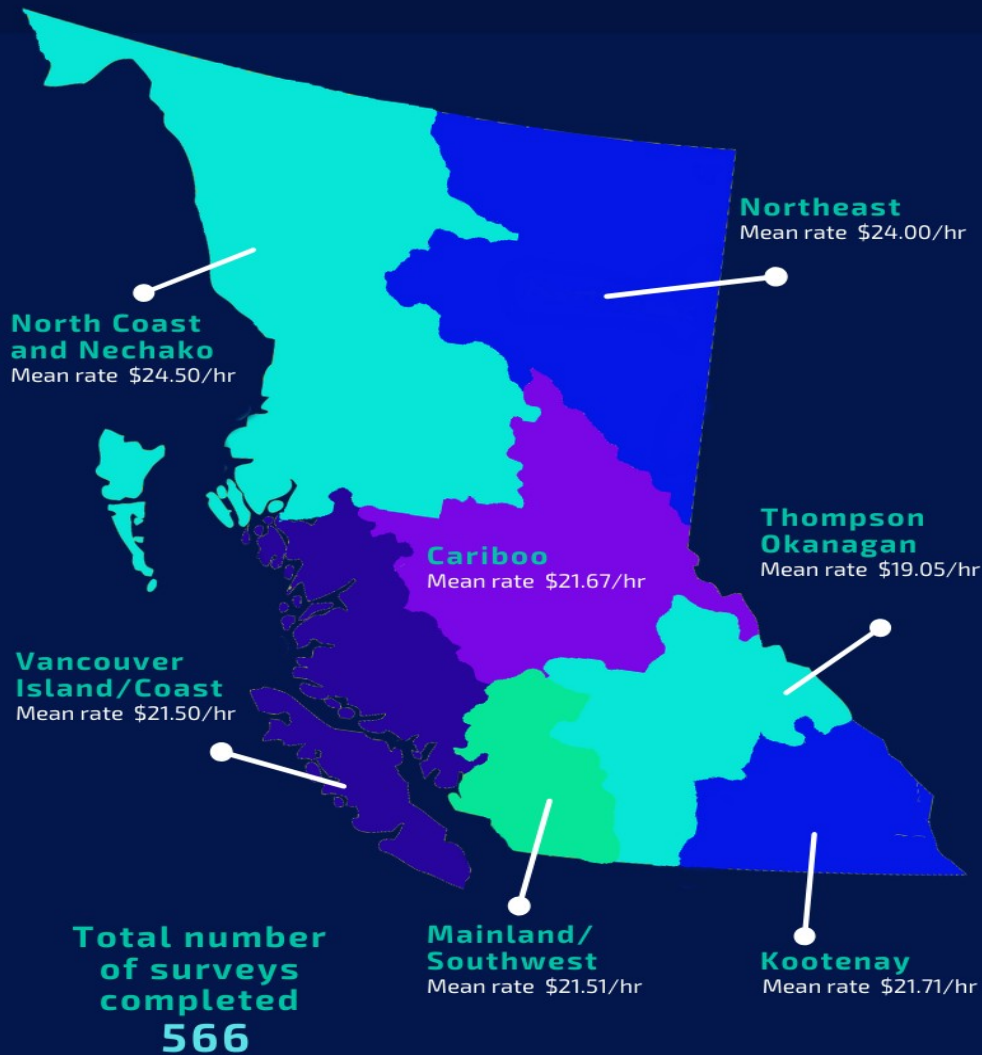 Northeast
Mean rate $24.00/hr
North Coast
and Nechako
Mean rate $24.50/hr
Thompson
Okanagan
Mean rate $19.05/hr
Cariboo
Mean rate $21.67/hr
Vancouver
Island/Coast
Mean rate $21.50/hr
Mainland/
Southwest
Mean rate $21.51/hr
Kootenay
Mean rate $21.71/hr
Total number
of surveys
completed
566